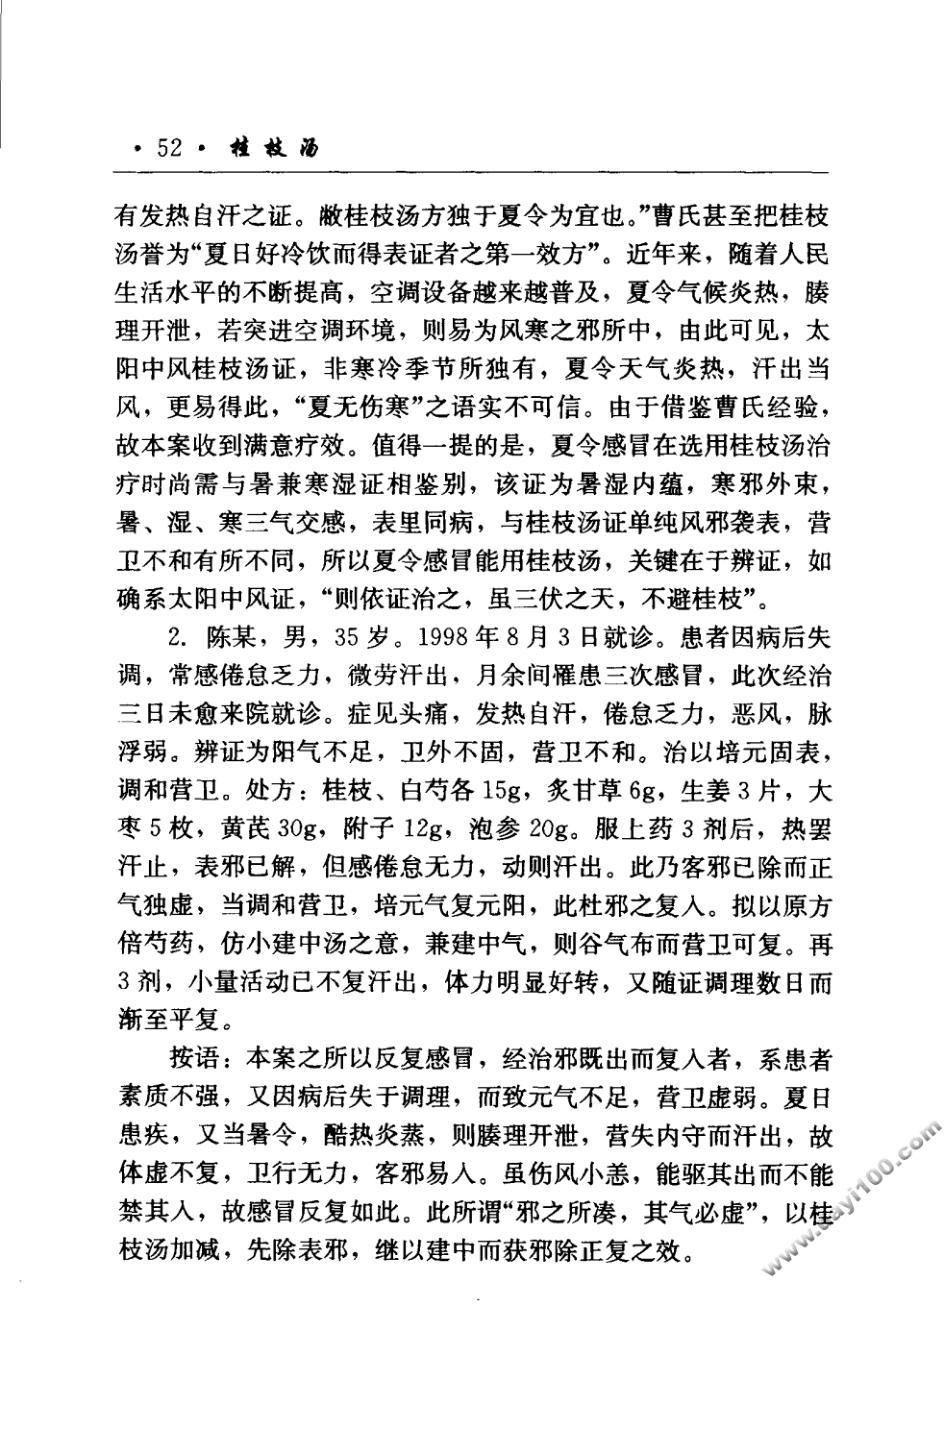 · 52 · 桂枝汤
有发热自汗之证。敝桂枝汤方独于夏令为宜也。”曹氏甚至把桂枝
汤誉为“夏日好冷饮而得表证者之第一效方”。近年来，随着人民
生活水平的不断提高，空调设备越来越普及，夏令气候炎热，腠
理开泄，若突进空调环境，则易为风寒之邪所中，由此可见，太
阳中风桂枝汤证，非寒冷季节所独有，夏令天气炎热，汗出当
风，更易得此，“夏无伤寒”之语实不可信。由于借鉴曹氏经验，
故本案收到满意疗效。值得一提的是，夏令感冒在选用桂枝汤治
疗时尚需与暑兼寒湿证相鉴别，该证为暑湿内蕴，寒邪外束，
暑、湿、寒三气交感，表里同病，与桂枝汤证单纯风邪袭表，营
卫不和有所不同，所以夏令感冒能用桂枝汤，关键在于辨证，如
确系太阳中风证，“则依证治之，虽三伏之天，不避桂枝”。
2. 陈某，男，35 岁。1998 年 8 月 3 日就诊。患者因病后失
调，常感倦怠乏力，微劳汗出，月余间罹患三次感冒，此次经治
三日未愈来院就诊。症见头痛，发热自汗，倦怠乏力，恶风，脉
浮弱。辨证为阳气不足，卫外不固，营卫不和。治以培元固表，
调和营卫。处方：桂枝、白芍各 15g，炙甘草 6g，生姜 3 片，大
枣 5 枚，黄芪 30g，附子 12g，泡参 20g。服上药 3 剂后，热罢
汗止，表邪已解，但感倦怠无力，动则汗出。此乃客邪已除而正
气独虚，当调和营卫，培元气复元阳，此杜邪之复入。拟以原方
倍芍药，仿小建中汤之意，兼建中气，则谷气布而营卫可复。再
3 剂，小量活动已不复汗出，体力明显好转，又随证调理数日而
渐至平复。
按语：本案之所以反复感冒，经治邪既出而复入者，系患者
素质不强，又因病后失于调理，而致元气不足，营卫虚弱。夏日
患疾，又当暑令，酷热炎蒸，则腠理开泄，营失内守而汗出，故
体虚不复，卫行无力，客邪易入。虽伤风小恙，能驱其出而不能
禁其入，故感冒反复如此。此所谓“邪之所凑，其气必虚”，以桂
枝汤加减，先除表邪，继以建中而获邪除正复之效。
www.dayi100.com